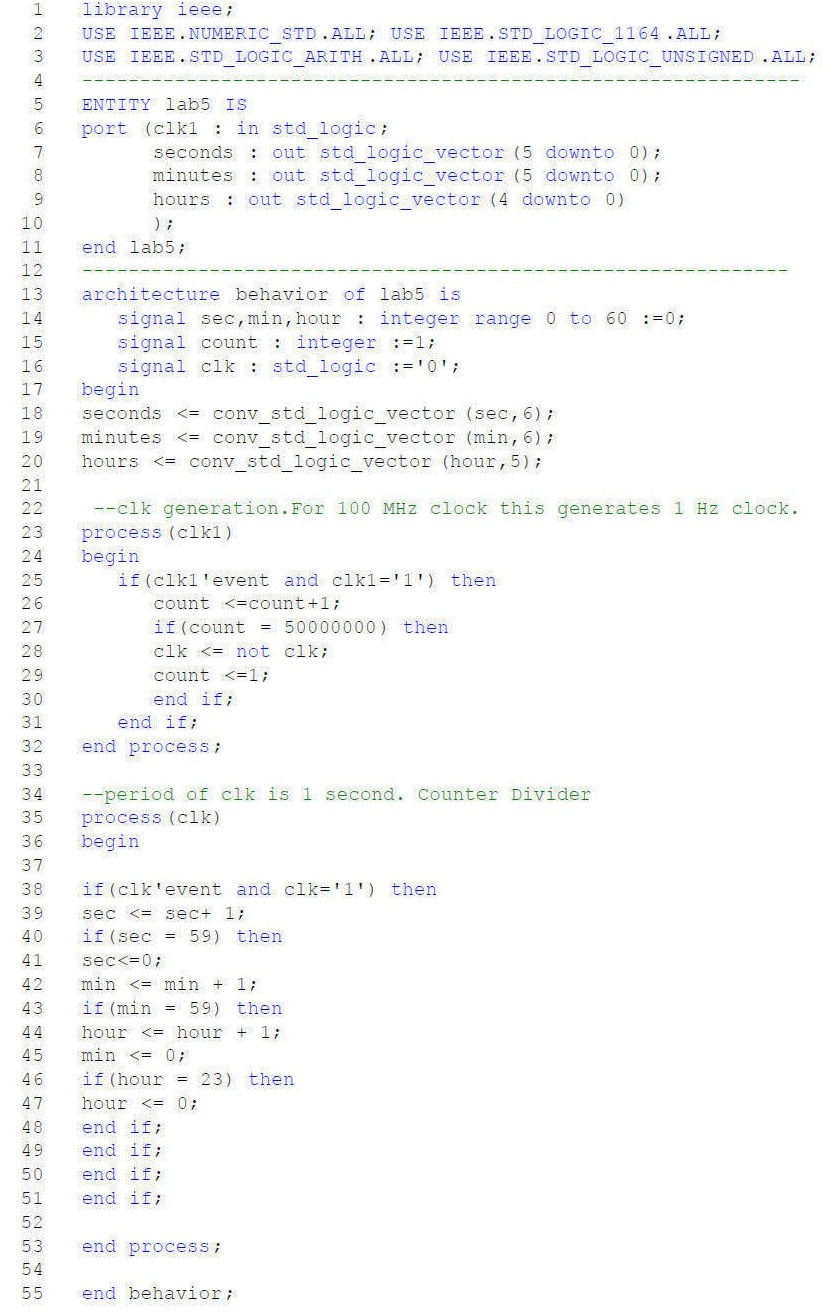 1 library ieee;
2 USE IEEE.NUMERIC_STD.ALL; USE IEEE.STD_LOGIC_1164.ALL;
3 USE IEEE.STD_LOGIC_ARITH.ALL; USE IEEE.STD_LOGIC_UNSIGNED.ALL;
4 -------------------------------------------------------------
5 ENTITY lab5 IS
6 port (clk1 : in std_logic;
7 seconds : out std_logic_vector(5 downto 0);
8 minutes : out std_logic_vector(5 downto 0);
9 hours : out std_logic_vector(4 downto 0)
10 );
11 end lab5;
12 ------------------------------------------------------------
13 architecture behavior of lab5 is
14 signal sec,min,hour : integer range 0 to 60 :=0;
15 signal count : integer :=1;
16 signal clk : std_logic :='0';
17 begin
18 seconds <= conv_std_logic_vector(sec,6);
19 minutes <= conv_std_logic_vector(min,6);
20 hours <= conv_std_logic_vector(hour,5);
21
22 --clk generation.For 100 MHz clock this generates 1 Hz clock.
23 process(clk1)
24 begin
25 if(clk1'event and clk1='1') then
26 count <=count+1;
27 if(count = 50000000) then
28 clk <= not clk;
29 count <=1;
30 end if;
31 end if;
32 end process;
33
34 --period of clk is 1 second. Counter Divider
35 process(clk)
36 begin
37
38 if(clk'event and clk='1') then
39 sec <= sec+ 1;
40 if(sec = 59) then
41 sec<=0;
42 min <= min + 1;
43 if(min = 59) then
44 hour <= hour + 1;
45 min <= 0;
46 if(hour = 23) then
47 hour <= 0;
48 end if;
49 end if;
50 end if;
51 end if;
52
53 end process;
54
55 end behavior;